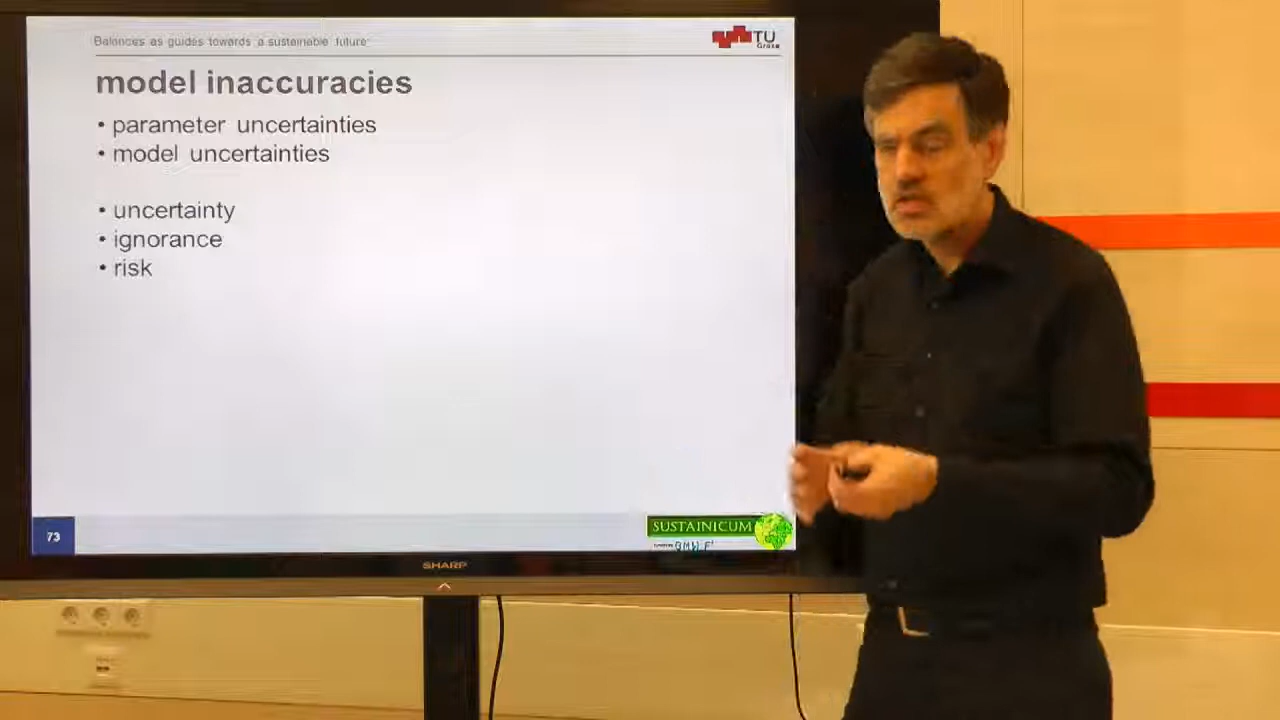 Balances as guides towards a sustainable future
TU
Graz
model inaccuracies
• parameter uncertainties
• model uncertainties
• uncertainty
• ignorance
• risk
73
SUSTAINICUM
BMWF
SHARP